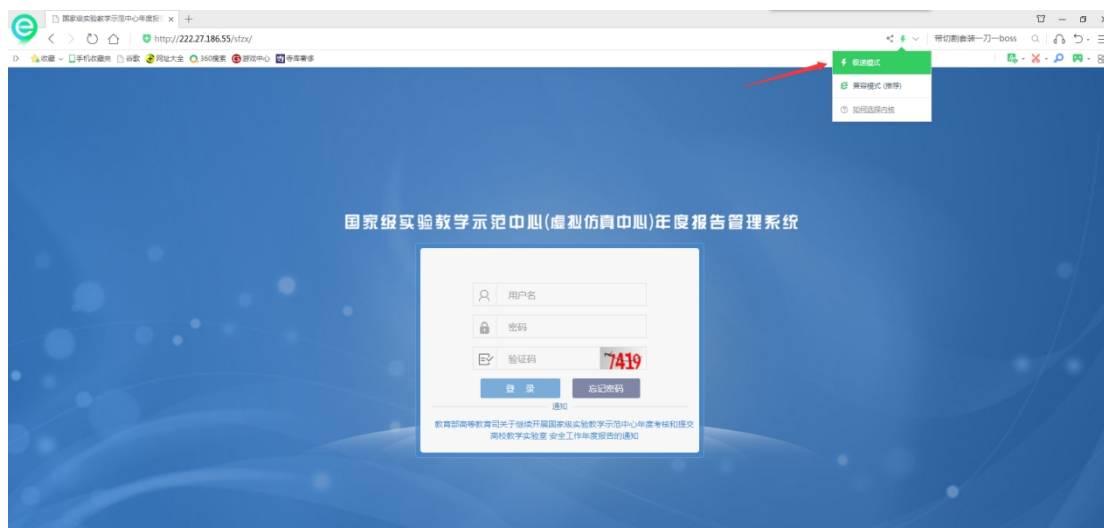 国家级实验教学示范中心年度报
http://222.27.186.55/sfzx/
带切割套装一刀一boss
收藏 手机收藏夹 谷歌 网址大全 360搜索 游戏中心
极速模式
兼容模式 (推荐)
如何选择内核
国家级实验教学示范中心(虚拟仿真中心)年度报告管理系统
用户名
密码
验证码 7419
登 录 忘记密码
通知
教育部高等教育司关于继续开展国家级实验教学示范中心年度考核和提交
高校教学实验室 安全工作年度报告的通知